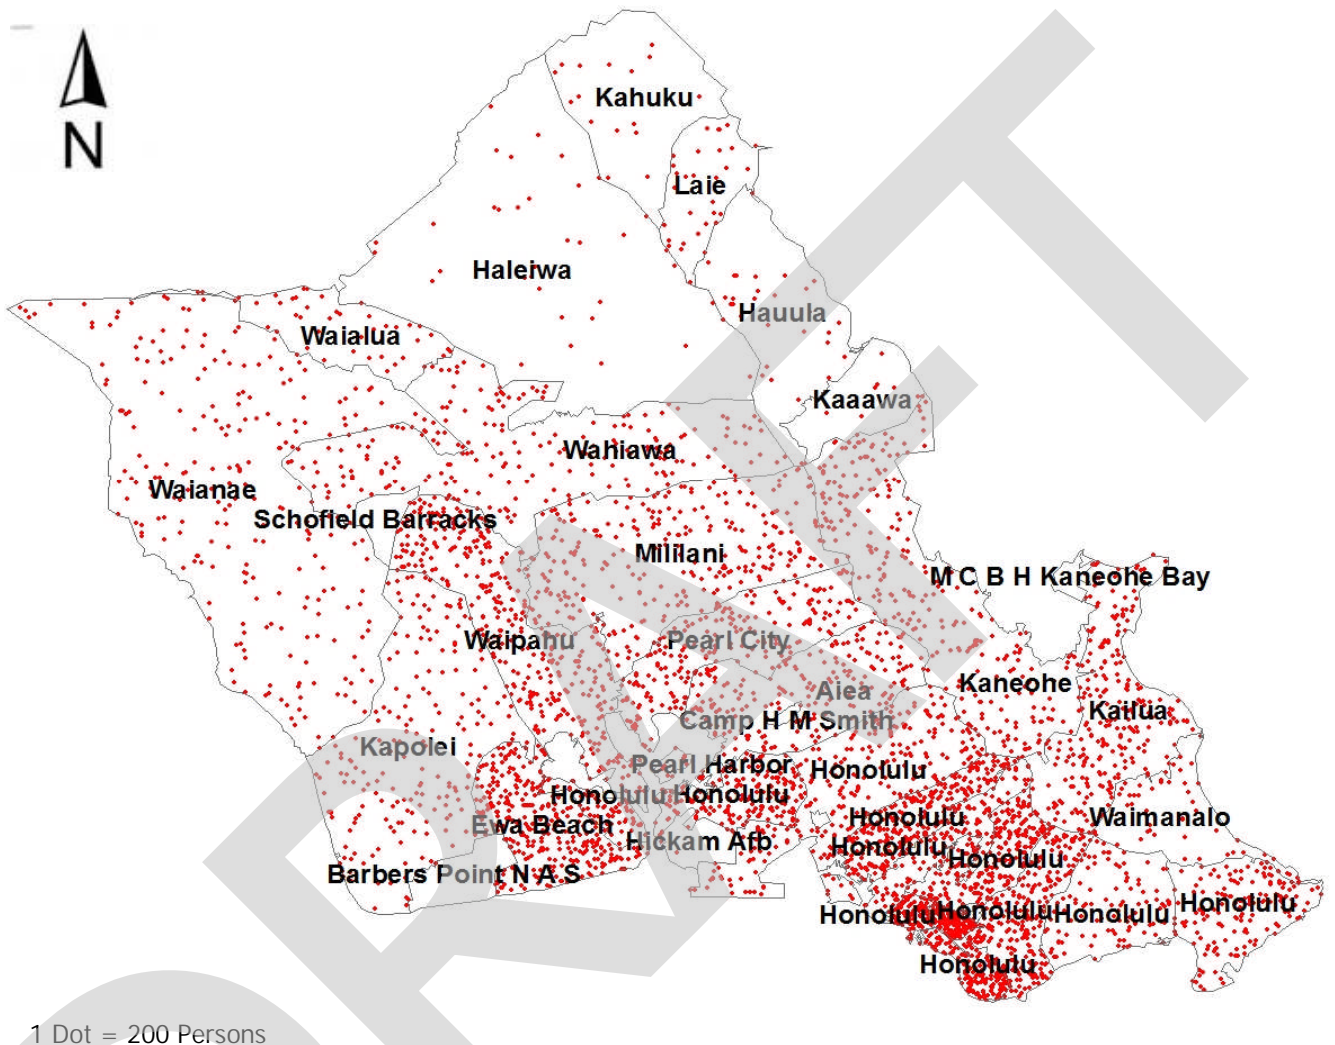 Kahuku
N
Laie
Haleiwa
Hauula
Waialua
Kaaawa
Wahiawa
Waianae
Schofield Barracks
Mililani
M C B H Kaneohe Bay
Waipahu
Pearl City
Kaneohe
Aiea
Kailua
Camp H M Smith
Kapolei
Pearl Harbor
Honolulu
Honolulu
Honolulu
Honolulu
Waimanalo
Ewa Beach
Hickam Afb
Honolulu
Honolulu
Barbers Point N A S
Honolulu
Honolulu
Honolulu
Honolulu
Honolulu
1 Dot = 200 Persons
DRAFT